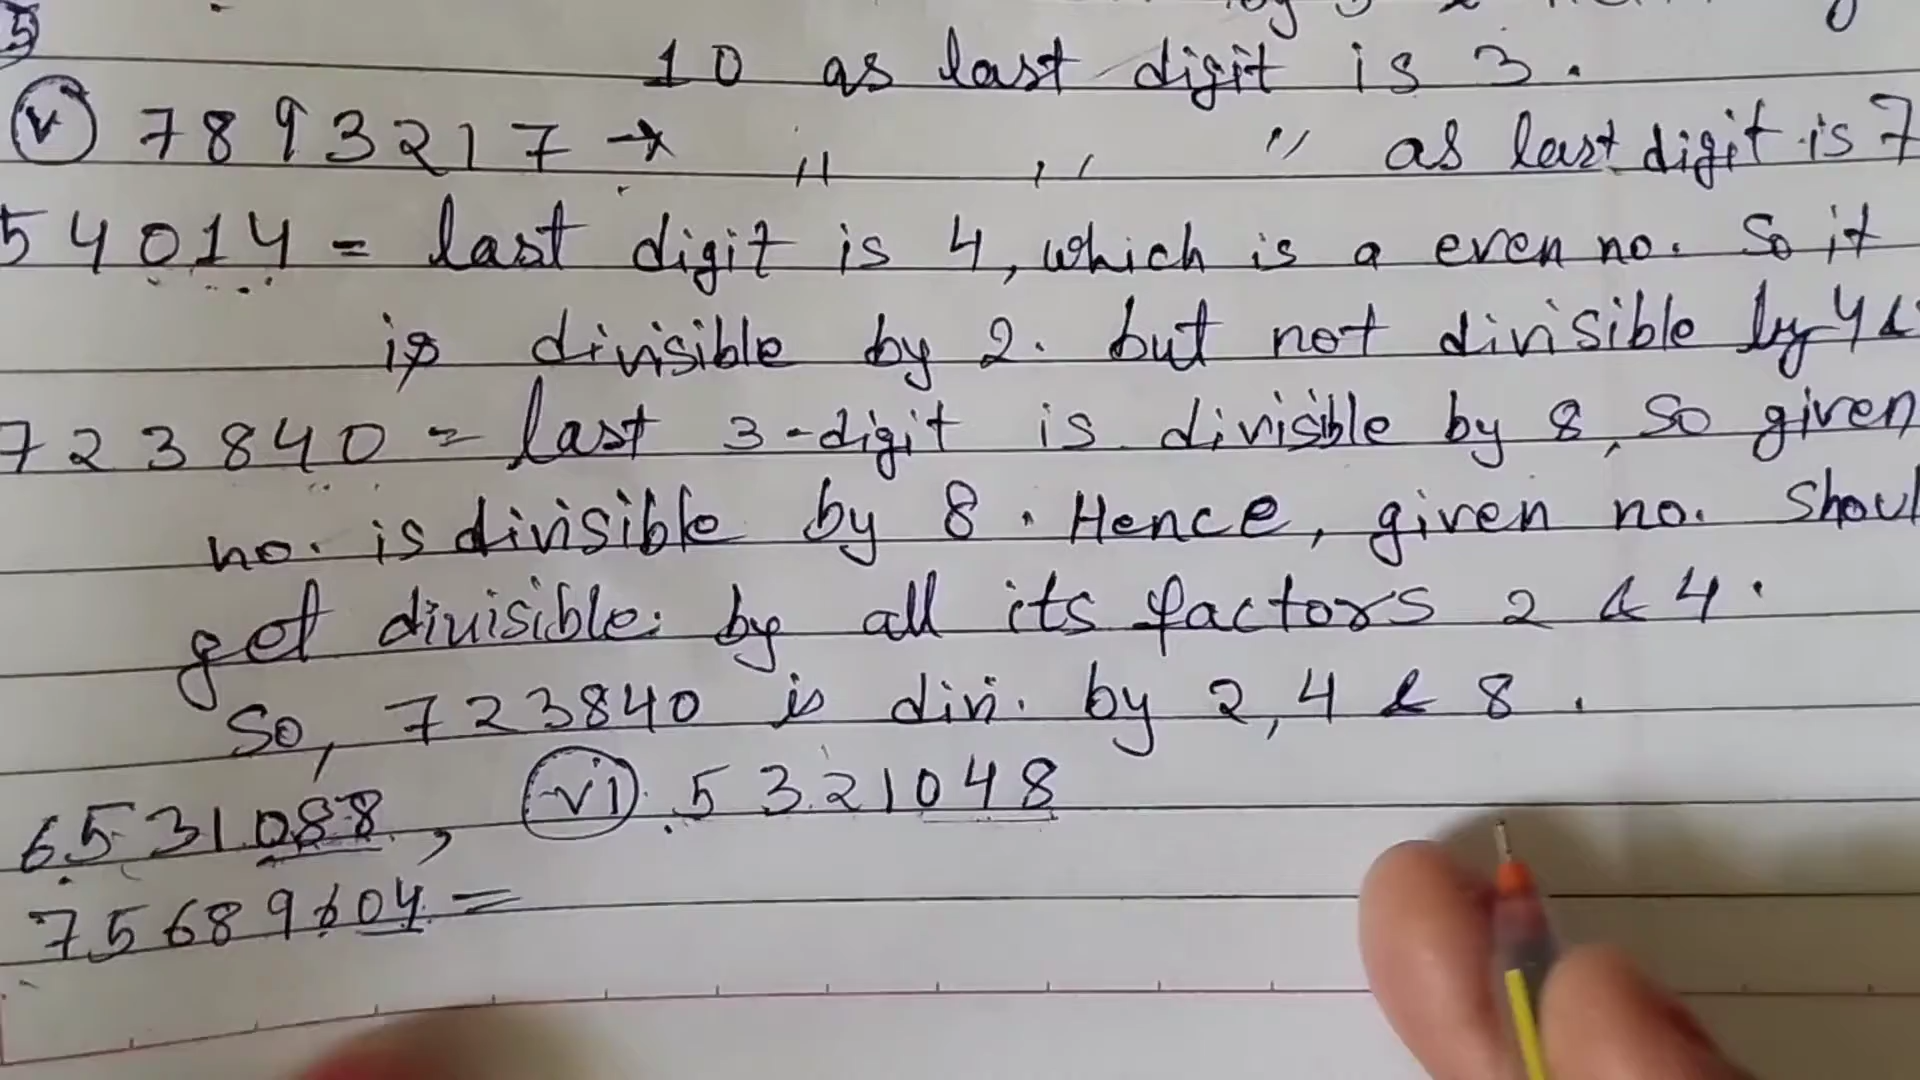 10 as last digit is 3.
v 7893217 → " " " as last digit is 7
54014 = last digit is 4, which is a even no. So it
is divisible by 2. but not divisible by 4 &
723840 = last 3-digit is divisible by 8, So given
no. is divisible by 8. Hence, given no. Shoul
get divisible by all its factors 2 & 4.
So, 723840 is div. by 2, 4 & 8.
6531088, vi) 5321048
75689604 =